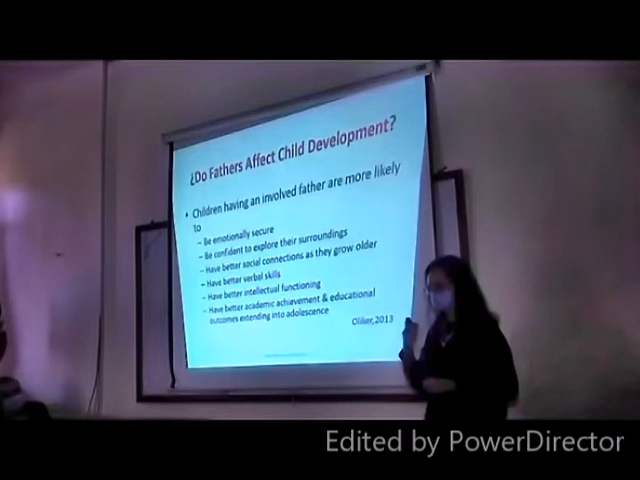 ¿Do Fathers Affect Child Development?
• Children having an involved father are more likely
to
– Be emotionally secure
– Be confident to explore their surroundings
– Have better social connections as they grow older
– Have better verbal skills
– Have better intellectual functioning
– Have better academic achievement & educational
outcomes extending into adolescence
Oliker,2013
Edited by PowerDirector